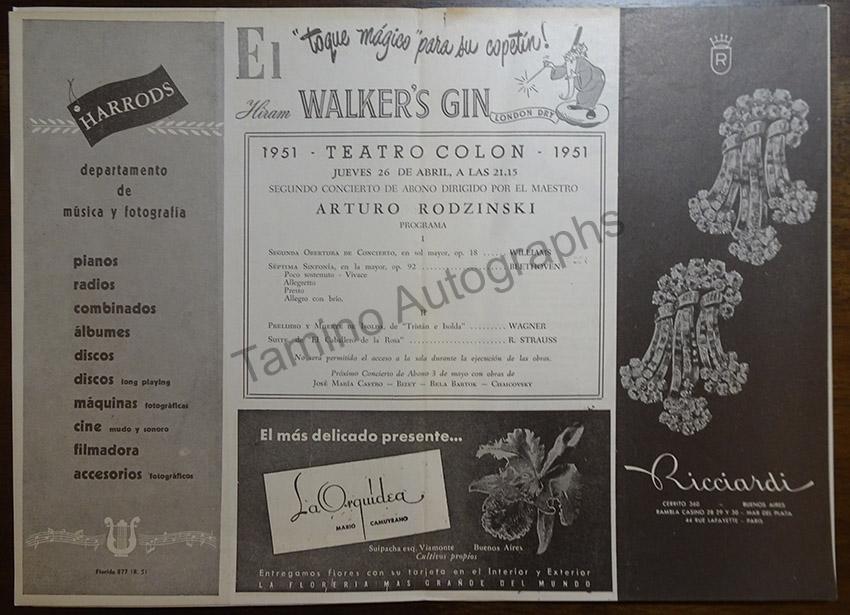 HARRODS
departamento
de
música y fotografía
pianos
radios
combinados
álbumes
discos
discos long playing
máquinas fotográficas
cine mudo y sonoro
filmadora
accesorios fotográficos
Florida 877 (R. 5)
El "toque mágico" para su copetín!
Hiram WALKER'S GIN
LONDON DRY
1951 - TEATRO COLON - 1951
JUEVES 26 DE ABRIL, A LAS 21.15
SEGUNDO CONCIERTO DE ABONO DIRIGIDO POR EL MAESTRO
ARTURO RODZINSKI
PROGRAMA
I
SEGUNDA OBERTURA DE CONCIERTO, en sol mayor, op. 18 ...... WILLIAMS
SÉPTIMA SINFONÍA, en la mayor, op. 92 ...................... BEETHOVEN
Poco sostenuto - Vivace
Allegretto
Presto
Allegro con brio.
II
PRELUDIO Y MUERTE DE ISOLDA, de "Tristán e Isolda" ......... WAGNER
SUITE de "El Caballero de la Rosa" ......................... R. STRAUSS
No será permitido el acceso a la sala durante la ejecución de las obras.
Próximo Concierto de Abono 3 de mayo con obras de
JOSÉ MARÍA CASTRO - BIZET - BELA BARTOK - CHAICOVSKY
El más delicado presente...
La Orquídea
MARIO CAMUYRANO
Suipacha esq. Viamonte Buenos Aires
Cultivos propios
Entregamos flores con su tarjeta en el Interior y Exterior
LA FLORERIA MAS GRANDE DEL MUNDO
R
Ricciardi
CERRITO 360 - BUENOS AIRES
RAMBLA CASINO 28 29 Y 30 - MAR DEL PLATA
44 RUE LAFAYETTE - PARIS
Tamino Autographs